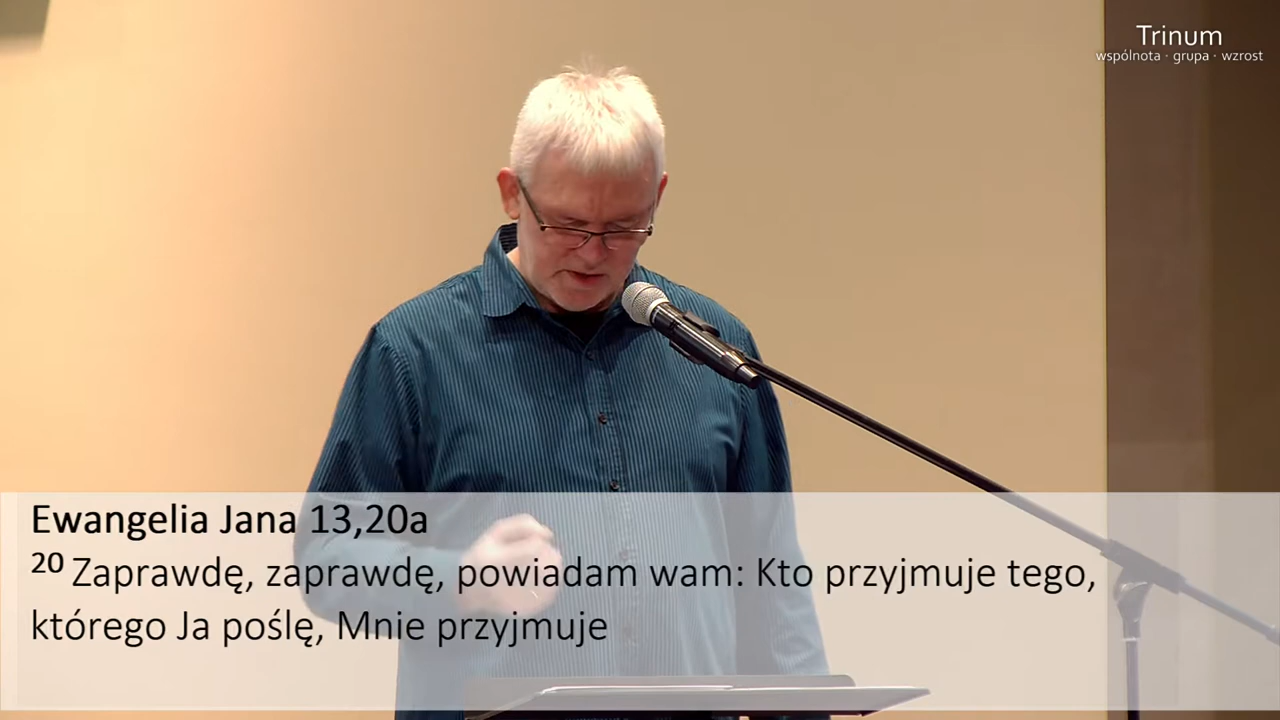 Trinum
wspólnota · grupa · wzrost
Ewangelia Jana 13,20a
20 Zaprawdę, zaprawdę, powiadam wam: Kto przyjmuje tego,
którego Ja poślę, Mnie przyjmuje